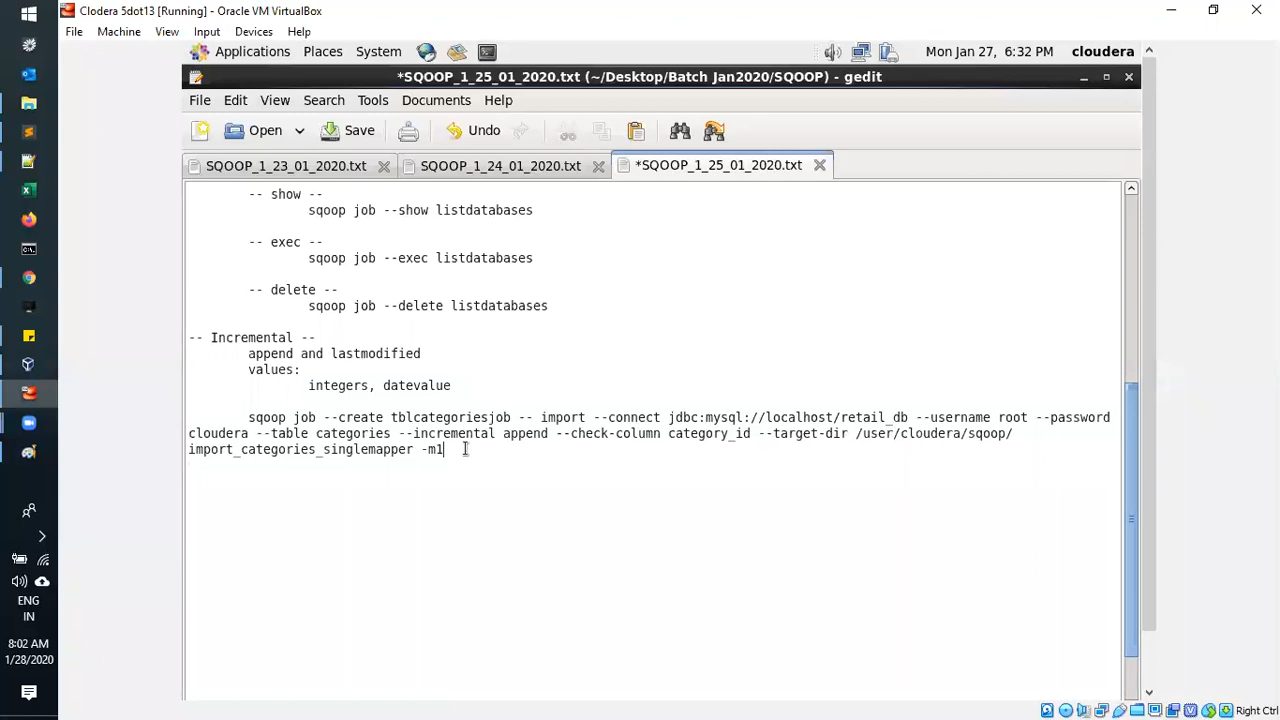 Clodera 5dot13 [Running] - Oracle VM VirtualBox
File Machine View Input Devices Help
Applications Places System Mon Jan 27, 6:32 PM cloudera
*SQOOP_1_25_01_2020.txt (~/Desktop/Batch Jan2020/SQOOP) - gedit
File Edit View Search Tools Documents Help
Open Save Undo
SQOOP_1_23_01_2020.txt SQOOP_1_24_01_2020.txt *SQOOP_1_25_01_2020.txt
-- show --
sqoop job --show listdatabases
-- exec --
sqoop job --exec listdatabases
-- delete --
sqoop job --delete listdatabases
-- Incremental --
append and lastmodified
values:
integers, datevalue
sqoop job --create tblcategoriesjob -- import --connect jdbc:mysql://localhost/retail_db --username root --password
cloudera --table categories --incremental append --check-column category_id --target-dir /user/cloudera/sqoop/
import_categories_singlemapper -m1
ENG
IN
8:02 AM
1/28/2020
Right Ctrl